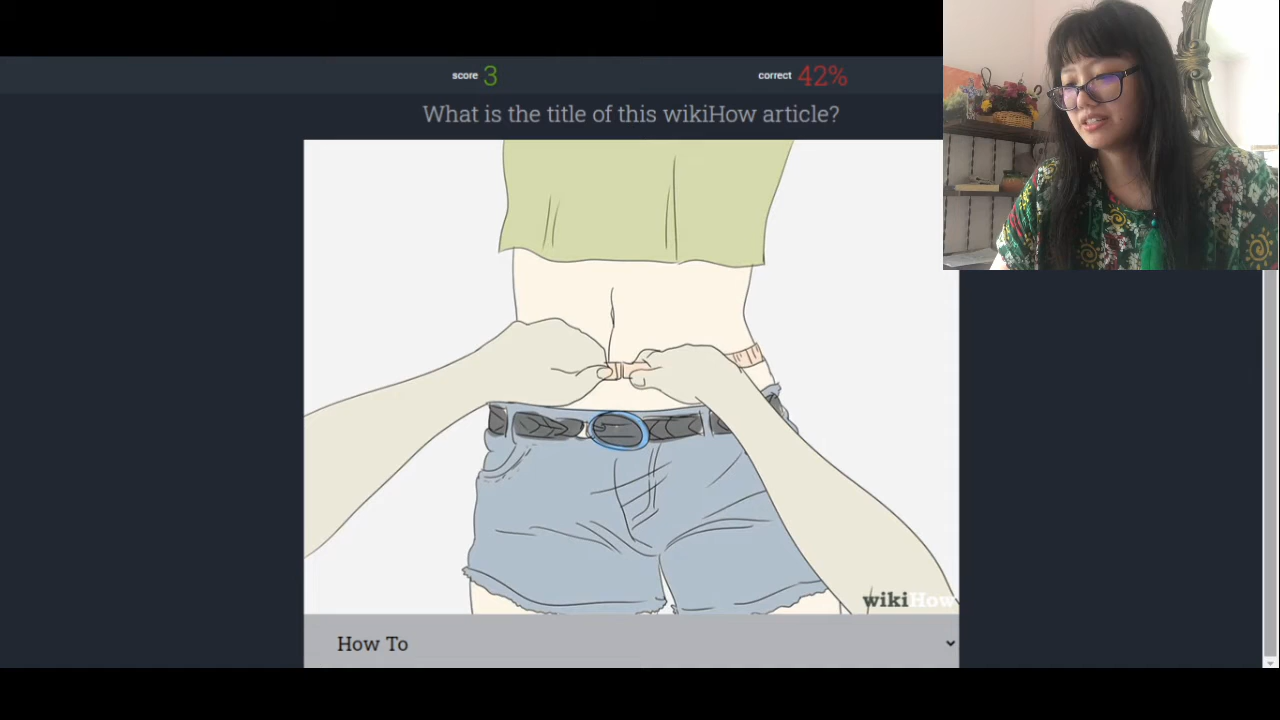 score 3 correct 42%
What is the title of this wikiHow article?
wikiHow
How To